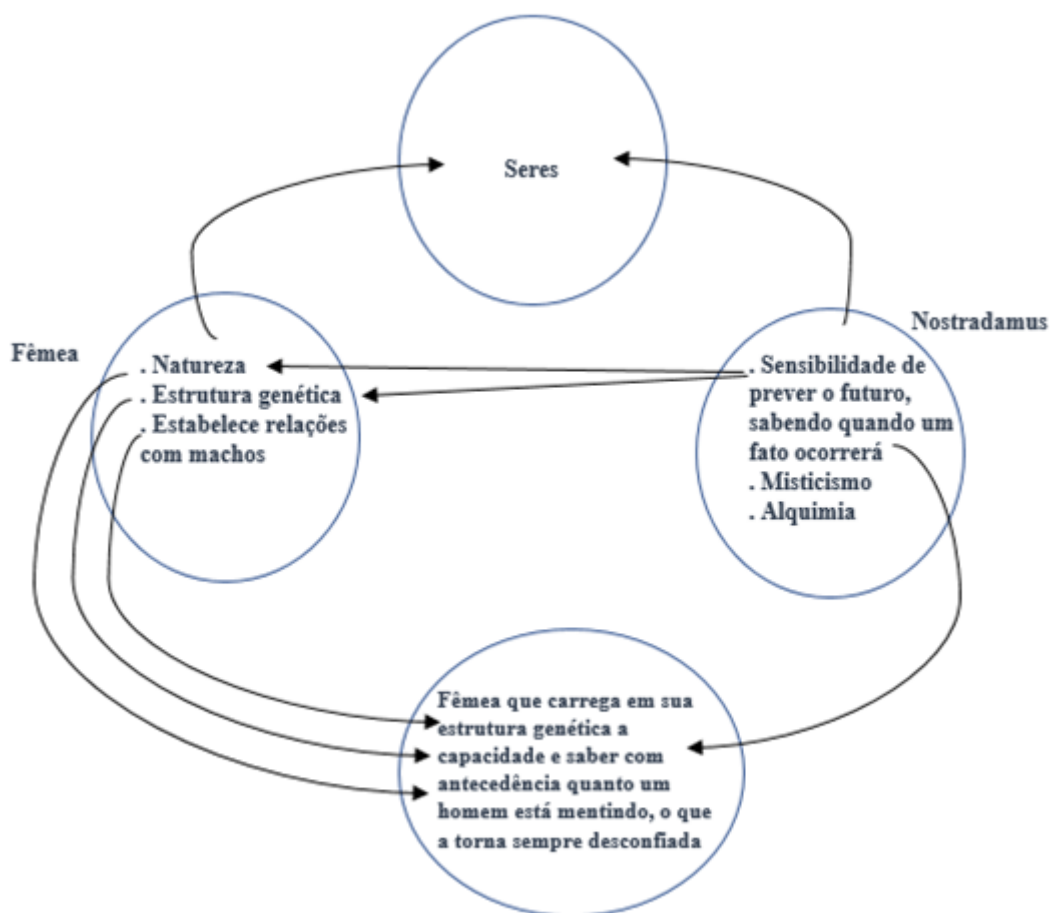 Seres
Nostradamus
Fêmea
. Natureza
. Estrutura genética
. Estabelece relações
com machos
. Sensibilidade de
prever o futuro,
sabendo quando um
fato ocorrerá
. Misticismo
. Alquimia
Fêmea que carrega em sua
estrutura genética a
capacidade e saber com
antecedência quanto um
homem está mentindo, o que
a torna sempre desconfiada